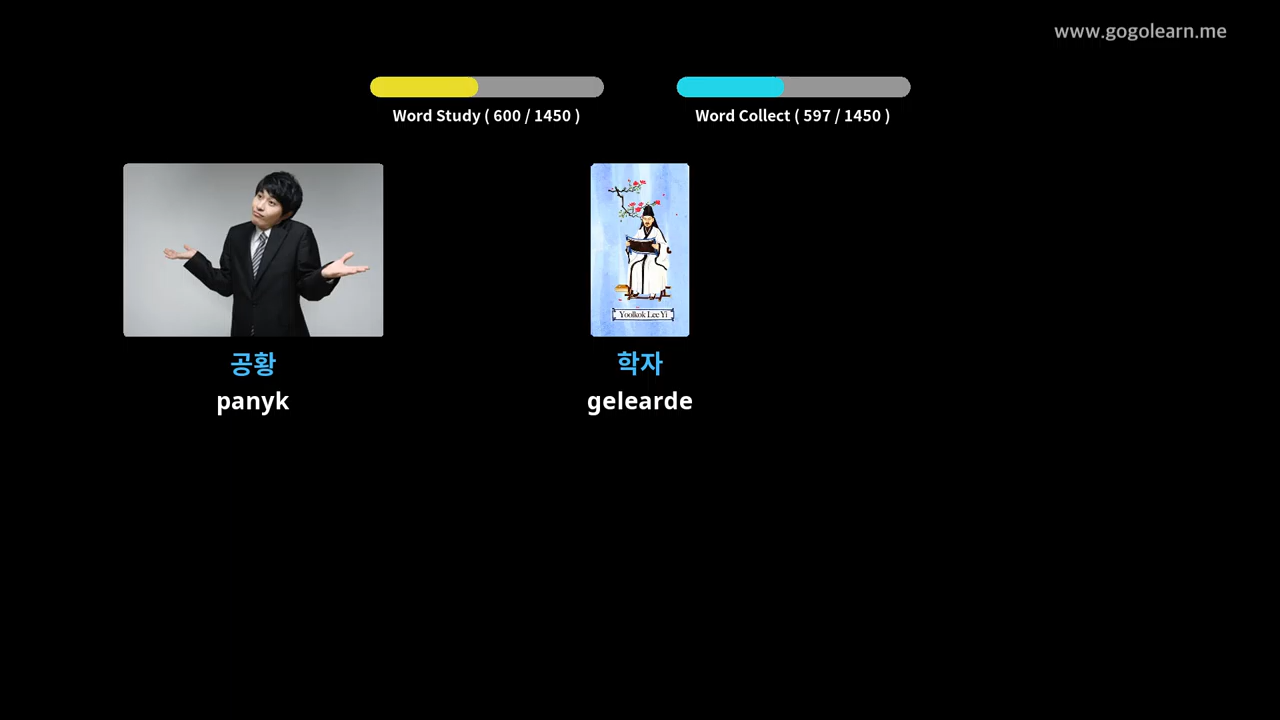 www.gogolearn.me
Word Study ( 600 / 1450 )
Word Collect ( 597 / 1450 )
Yoolkok Lee Yi
공황
학자
panyk
gelearde